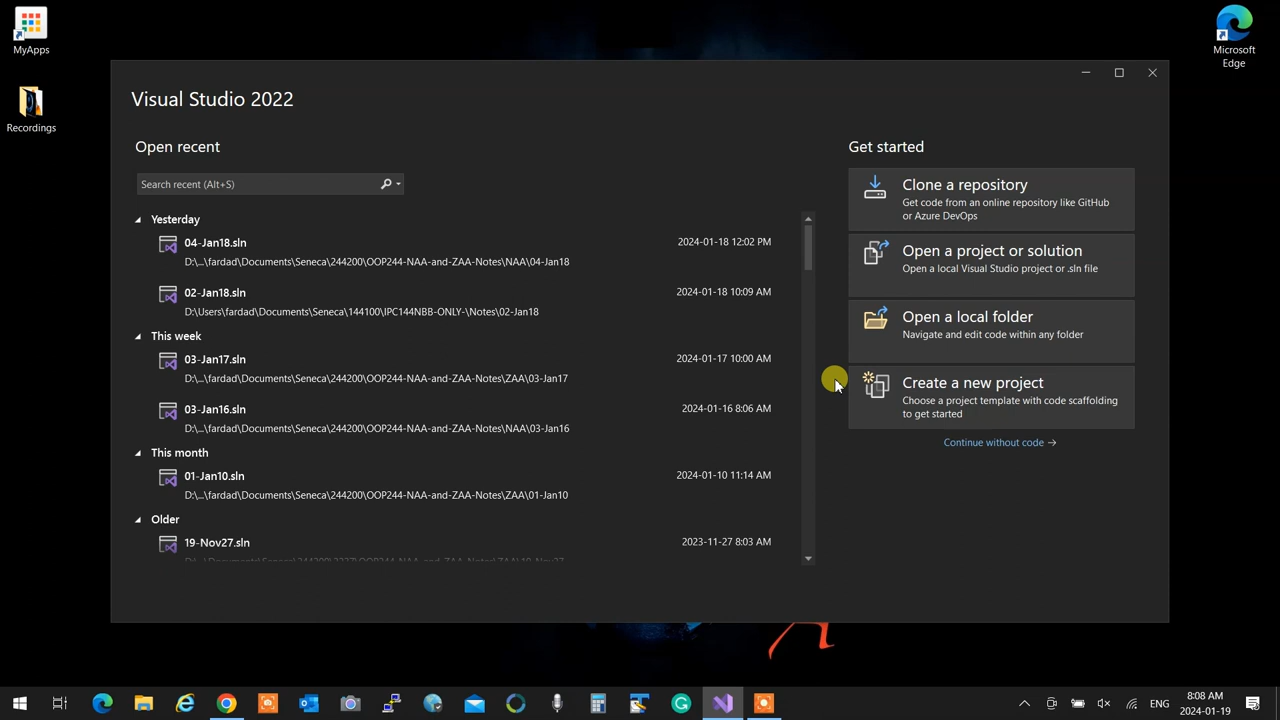 MyApps
Recordings
Microsoft
Edge
Visual Studio 2022
Open recent
Search recent (Alt+S)
Yesterday
04-Jan18.sln
2024-01-18 12:02 PM
D:\...\fardad\Documents\Seneca\244200\OOP244-NAA-and-ZAA-Notes\NAA\04-Jan18
02-Jan18.sln
2024-01-18 10:09 AM
D:\Users\fardad\Documents\Seneca\144100\IPC144NBB-ONLY-\Notes\02-Jan18
This week
03-Jan17.sln
2024-01-17 10:00 AM
D:\...\fardad\Documents\Seneca\244200\OOP244-NAA-and-ZAA-Notes\ZAA\03-Jan17
03-Jan16.sln
2024-01-16 8:06 AM
D:\...\fardad\Documents\Seneca\244200\OOP244-NAA-and-ZAA-Notes\NAA\03-Jan16
This month
01-Jan10.sln
2024-01-10 11:14 AM
D:\...\fardad\Documents\Seneca\244200\OOP244-NAA-and-ZAA-Notes\ZAA\01-Jan10
Older
19-Nov27.sln
2023-11-27 8:03 AM
Get started
Clone a repository
Get code from an online repository like GitHub
or Azure DevOps
Open a project or solution
Open a local Visual Studio project or .sln file
Open a local folder
Navigate and edit code within any folder
Create a new project
Choose a project template with code scaffolding
to get started
Continue without code →
ENG
8:08 AM
2024-01-19